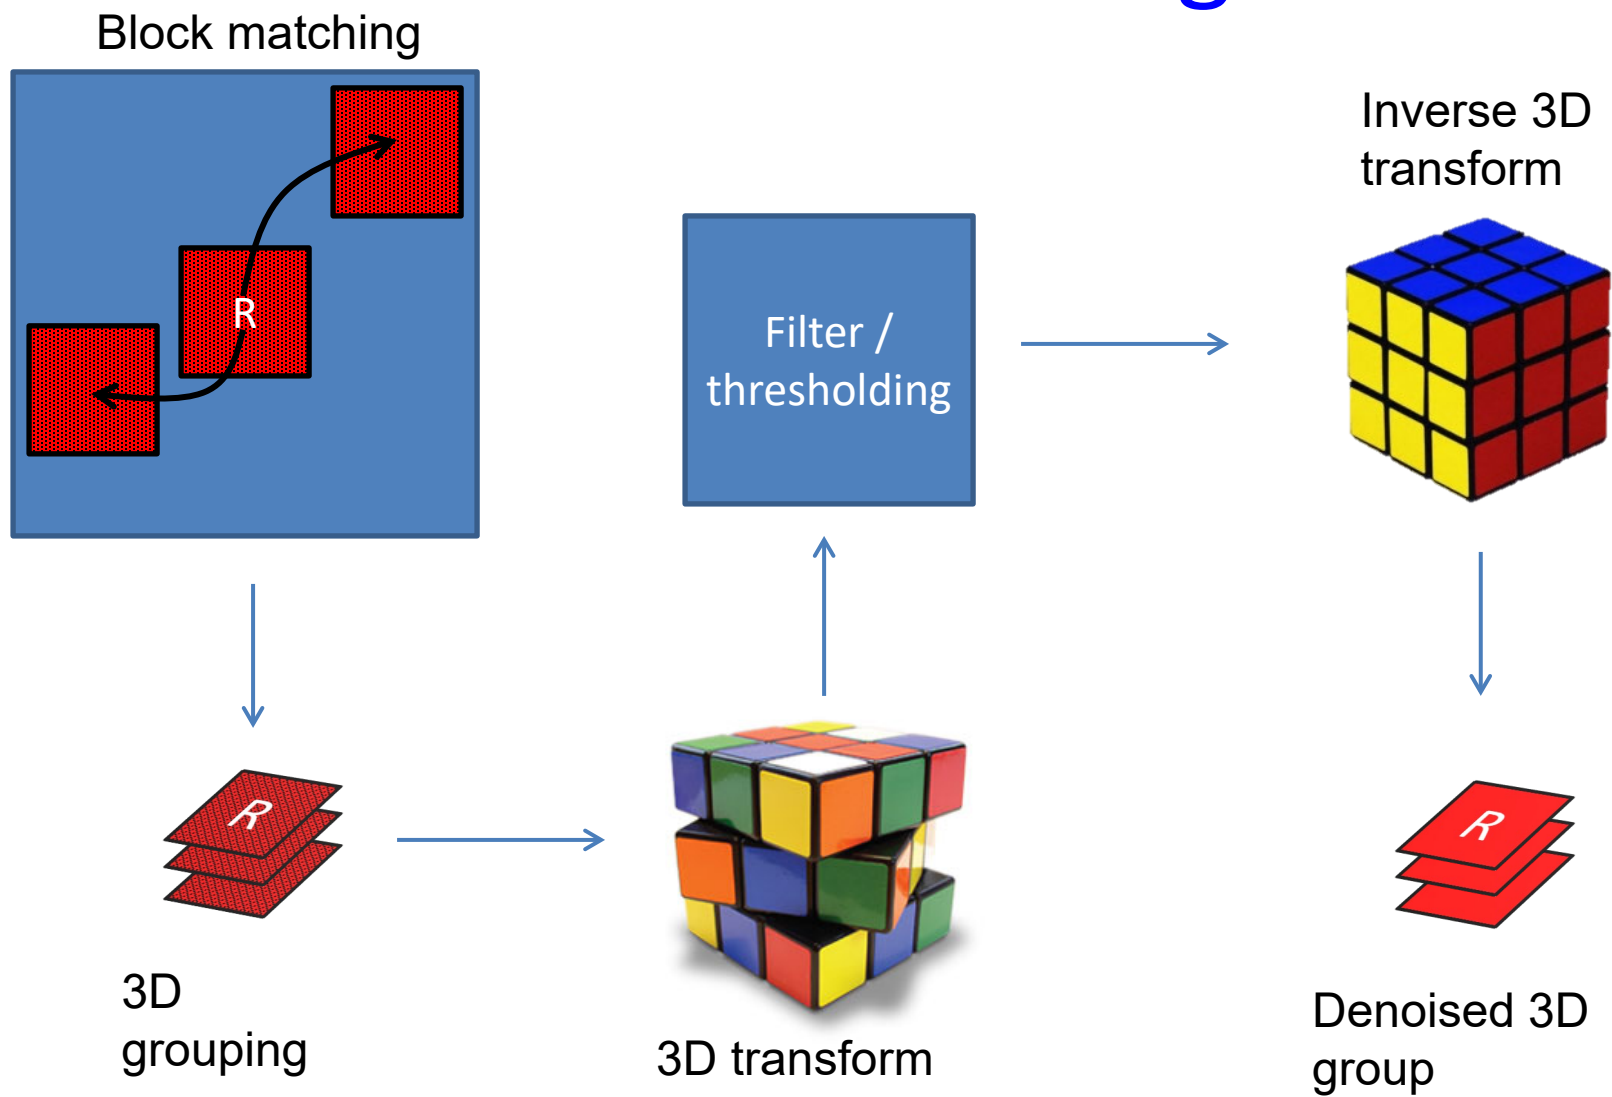 Block matching
R
R
3D
grouping
3D transform
Filter /
thresholding
Inverse 3D
transform
R
Denoised 3D
group